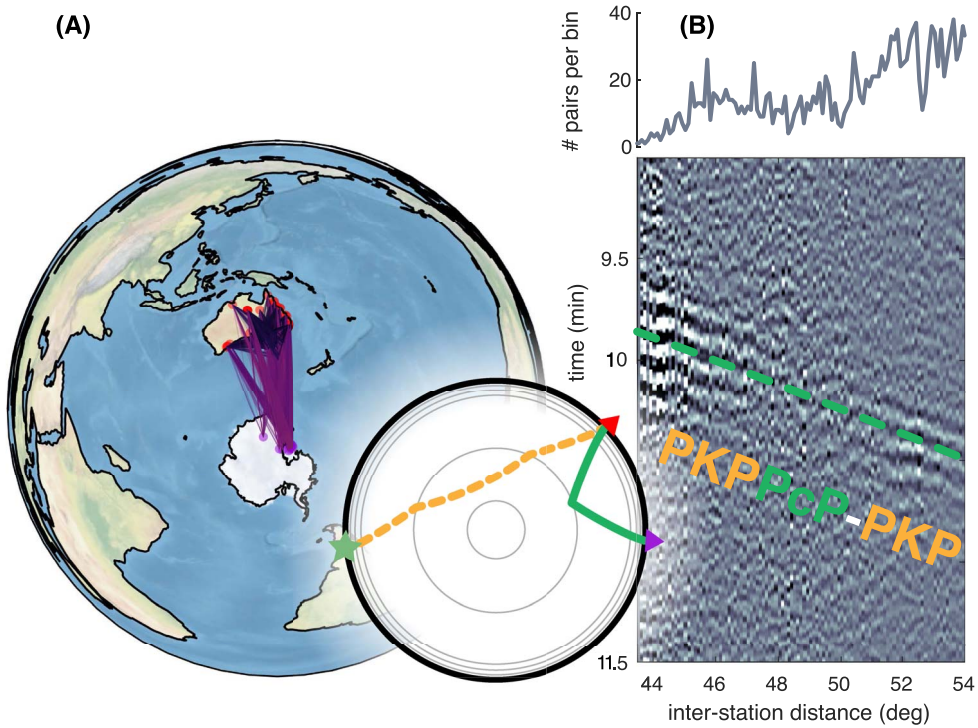 (A)
(B)
# pairs per bin
40
20
0
time (min)
9.5
10
11.5
PKPPcP-PKP
44 46 48 50 52 54
inter-station distance (deg)